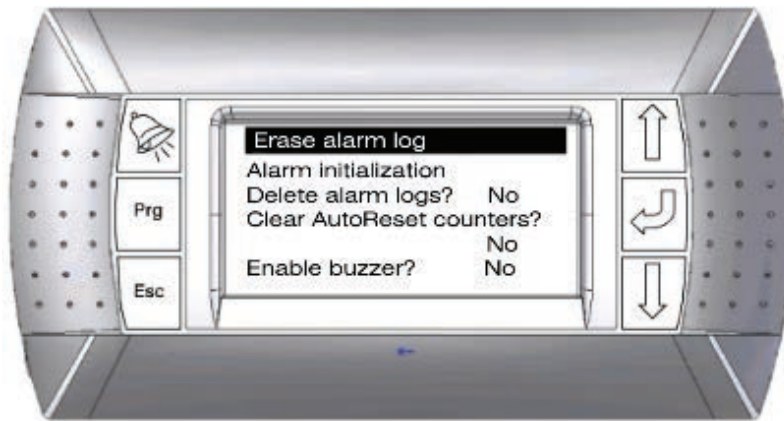 Erase alarm log
Alarm initialization
Delete alarm logs? No
Clear AutoReset counters?
No
Enable buzzer? No
Prg
Esc